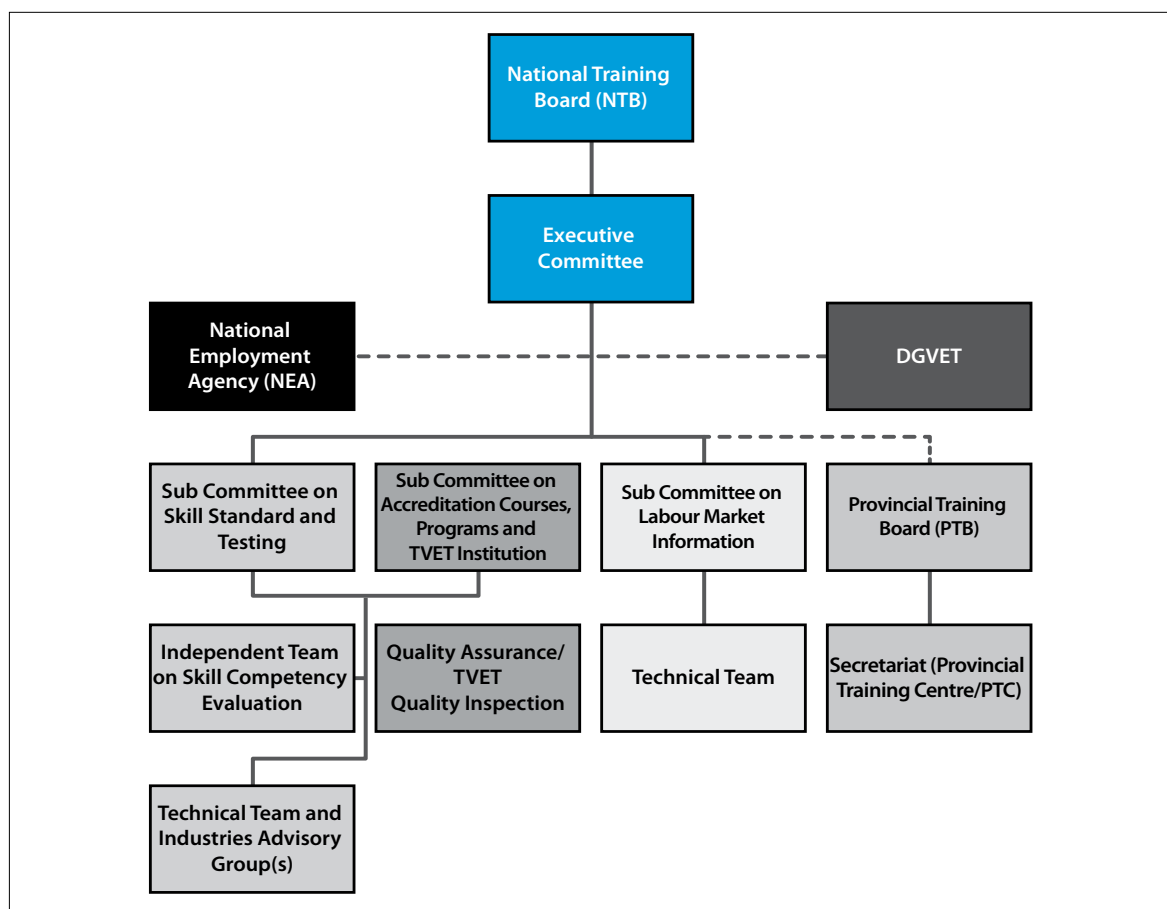 National Training
Board (NTB)
Executive
Committee
National
Employment
Agency (NEA)
DGVET
Sub Committee on
Skill Standard and
Testing
Sub Committee on
Accreditation Courses,
Programs and
TVET Institution
Sub Committee on
Labour Market
Information
Provincial Training
Board (PTB)
Independent Team
on Skill Competency
Evaluation
Quality Assurance/
TVET
Quality Inspection
Technical Team
Secretariat (Provincial
Training Centre/PTC)
Technical Team and
Industries Advisory
Group(s)